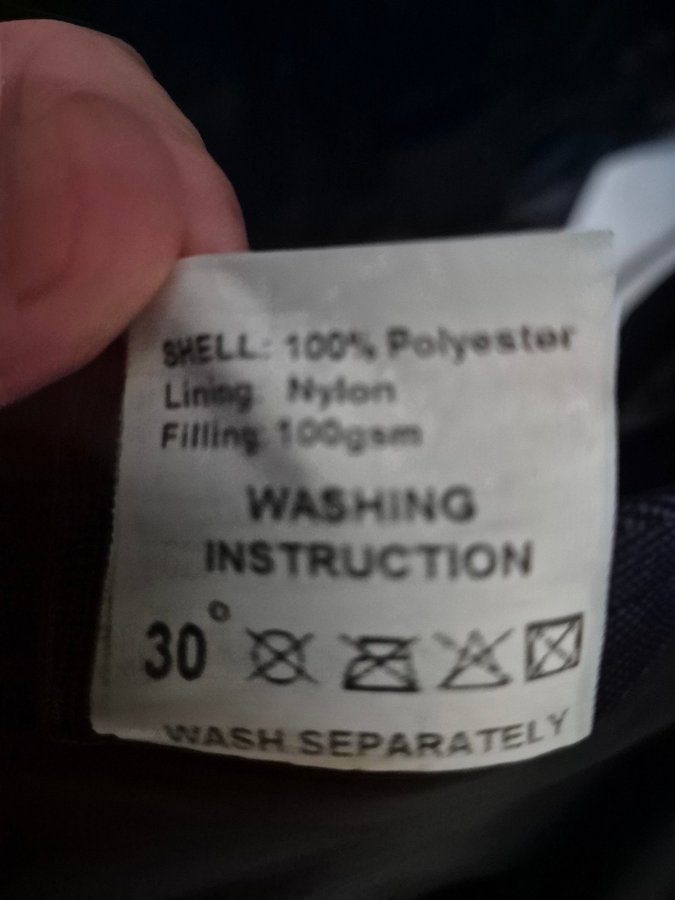 SHELL: 100% Polyester
Lining: Nylon
Filling: 100gsm
WASHING
INSTRUCTION
30°
WASH SEPARATELY